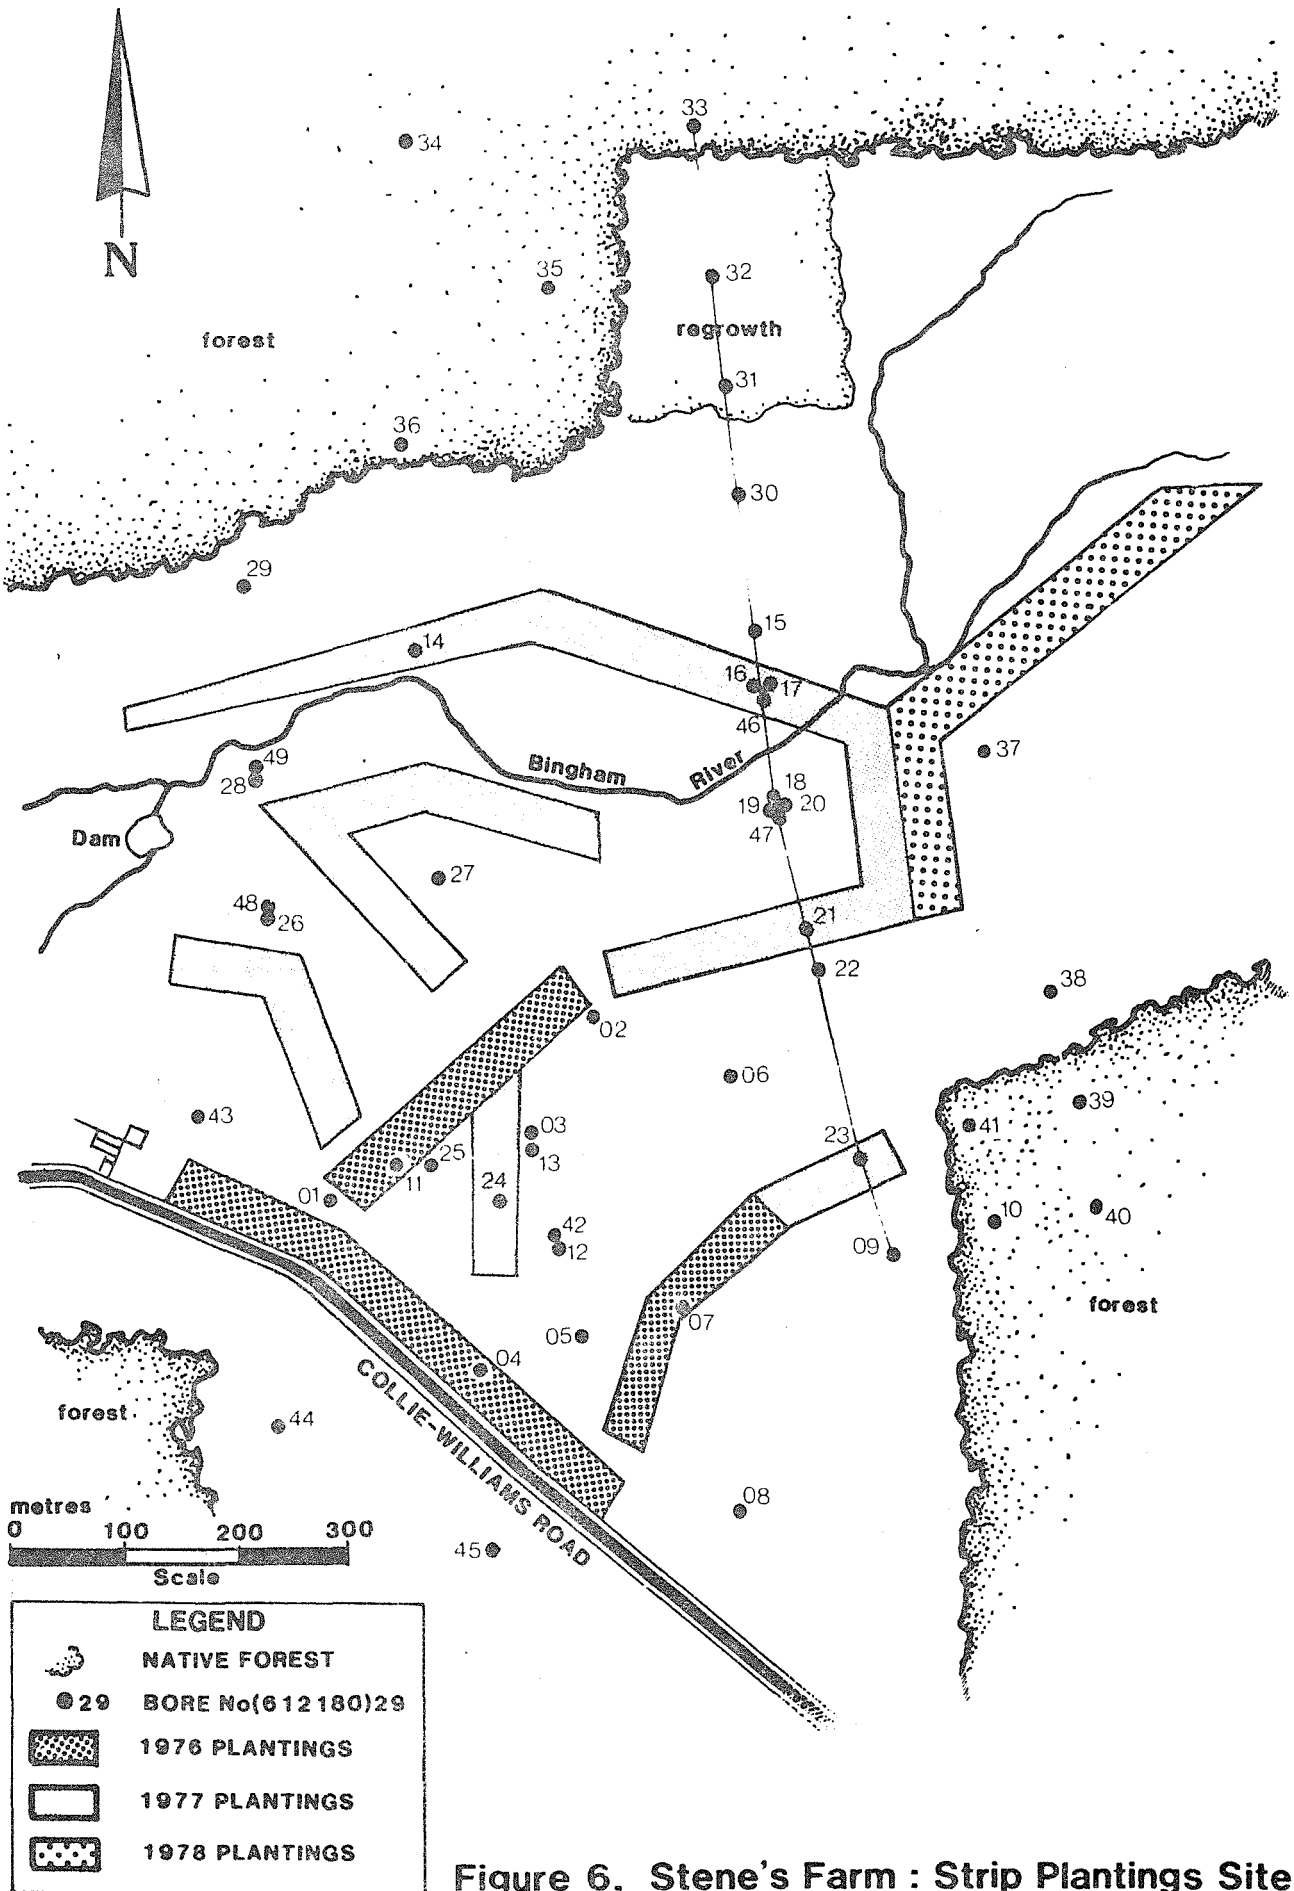 33
34
N
35
32
forest
regrowth
31
36
30
29
15
14
16 17
46
37
49
28
Bingham River
18
19 20
47
Dam
27
48
26
21
22
38
02
06
39
43
03
41
25
13
23
11
01
24
10
40
42
12
09
forest
07
05
04
COLLIE-WILLIAMS ROAD
forest
44
08
45
metres
0 100 200 300
Scale
LEGEND
NATIVE FOREST
29 BORE No(612180)29
1976 PLANTINGS
1977 PLANTINGS
1978 PLANTINGS
Figure 6. Stene's Farm : Strip Plantings Site